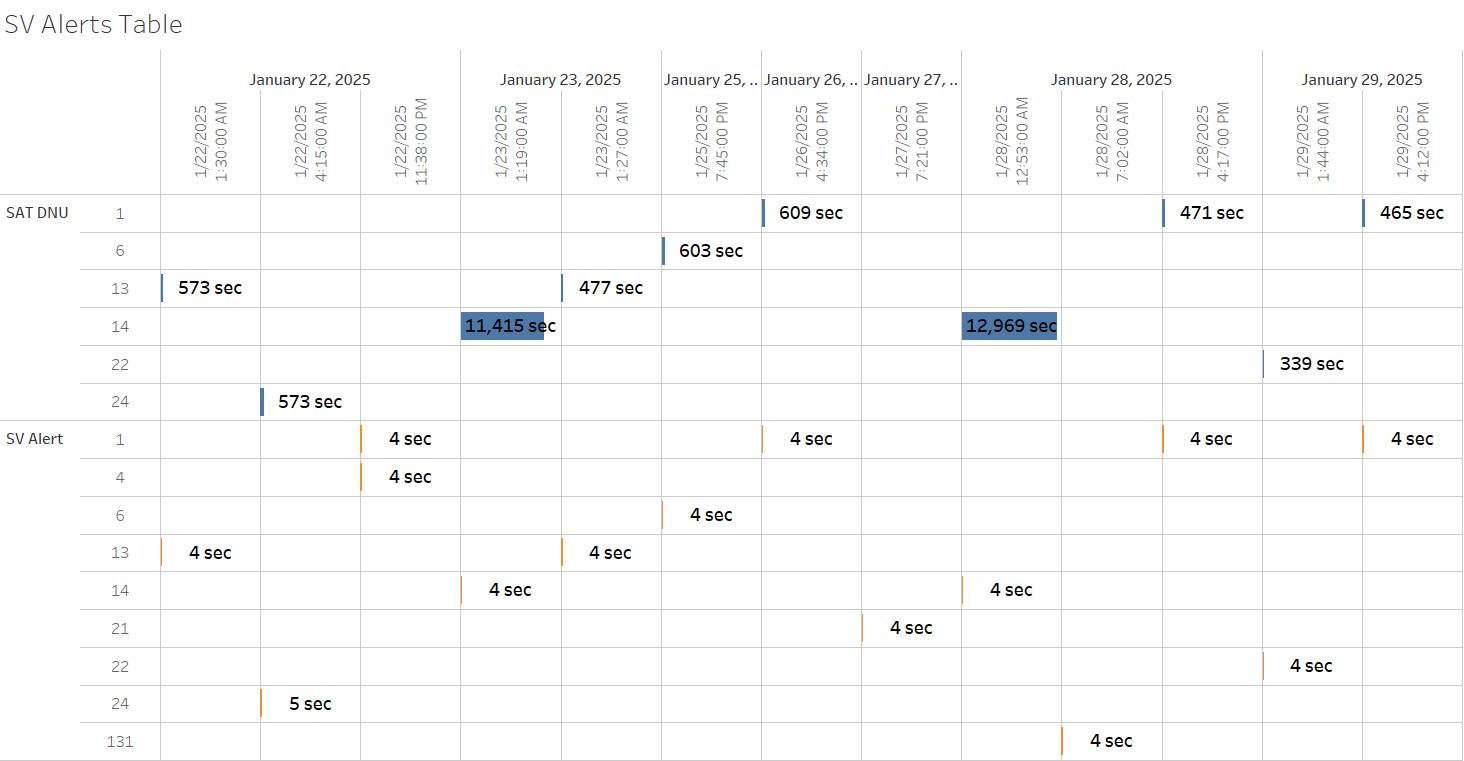 SV Alerts Table
January 22, 2025 January 23, 2025 January 25, .. January 26, .. January 27, .. January 28, 2025 January 29, 2025
1/22/2025 1:30:00 AM
1/22/2025 4:15:00 AM
1/22/2025 11:38:00 PM
1/23/2025 1:19:00 AM
1/23/2025 1:27:00 AM
1/25/2025 7:45:00 PM
1/26/2025 4:34:00 PM
1/27/2025 7:21:00 PM
1/28/2025 12:53:00 AM
1/28/2025 7:02:00 AM
1/28/2025 4:17:00 PM
1/29/2025 1:44:00 AM
1/29/2025 4:12:00 PM
SAT DNU 1 609 sec 471 sec 465 sec
6 603 sec
13 573 sec 477 sec
14 11,415 sec 12,969 sec
22 339 sec
24 573 sec
SV Alert 1 4 sec 4 sec 4 sec 4 sec
4 4 sec
6 4 sec
13 4 sec 4 sec
14 4 sec 4 sec
21 4 sec
22 4 sec
24 5 sec
131 4 sec